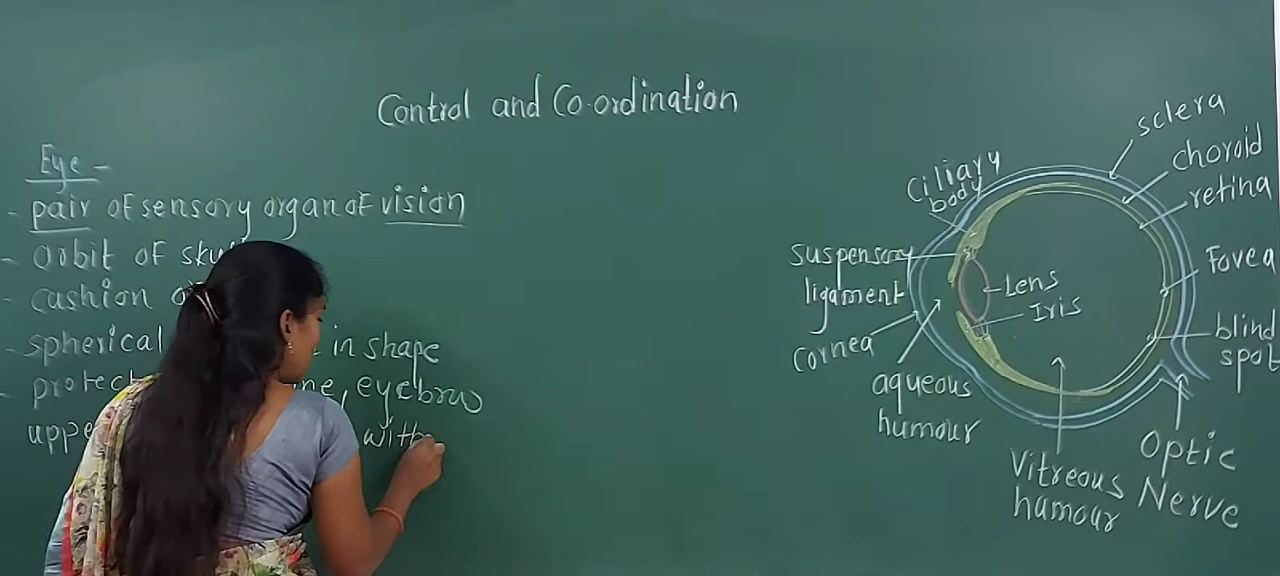 Control and Co-ordination
Eye -
- pair of sensory organ of vision
- orbit of
- cushion
- spherical in shape
- eyebrow
with
sclera
choroid
retina
Fovea
blind
spot
Optic
Nerve
Vitreous
humour
aqueous
humour
cornea
suspensory
ligament
Ciliary
body
Lens
Iris